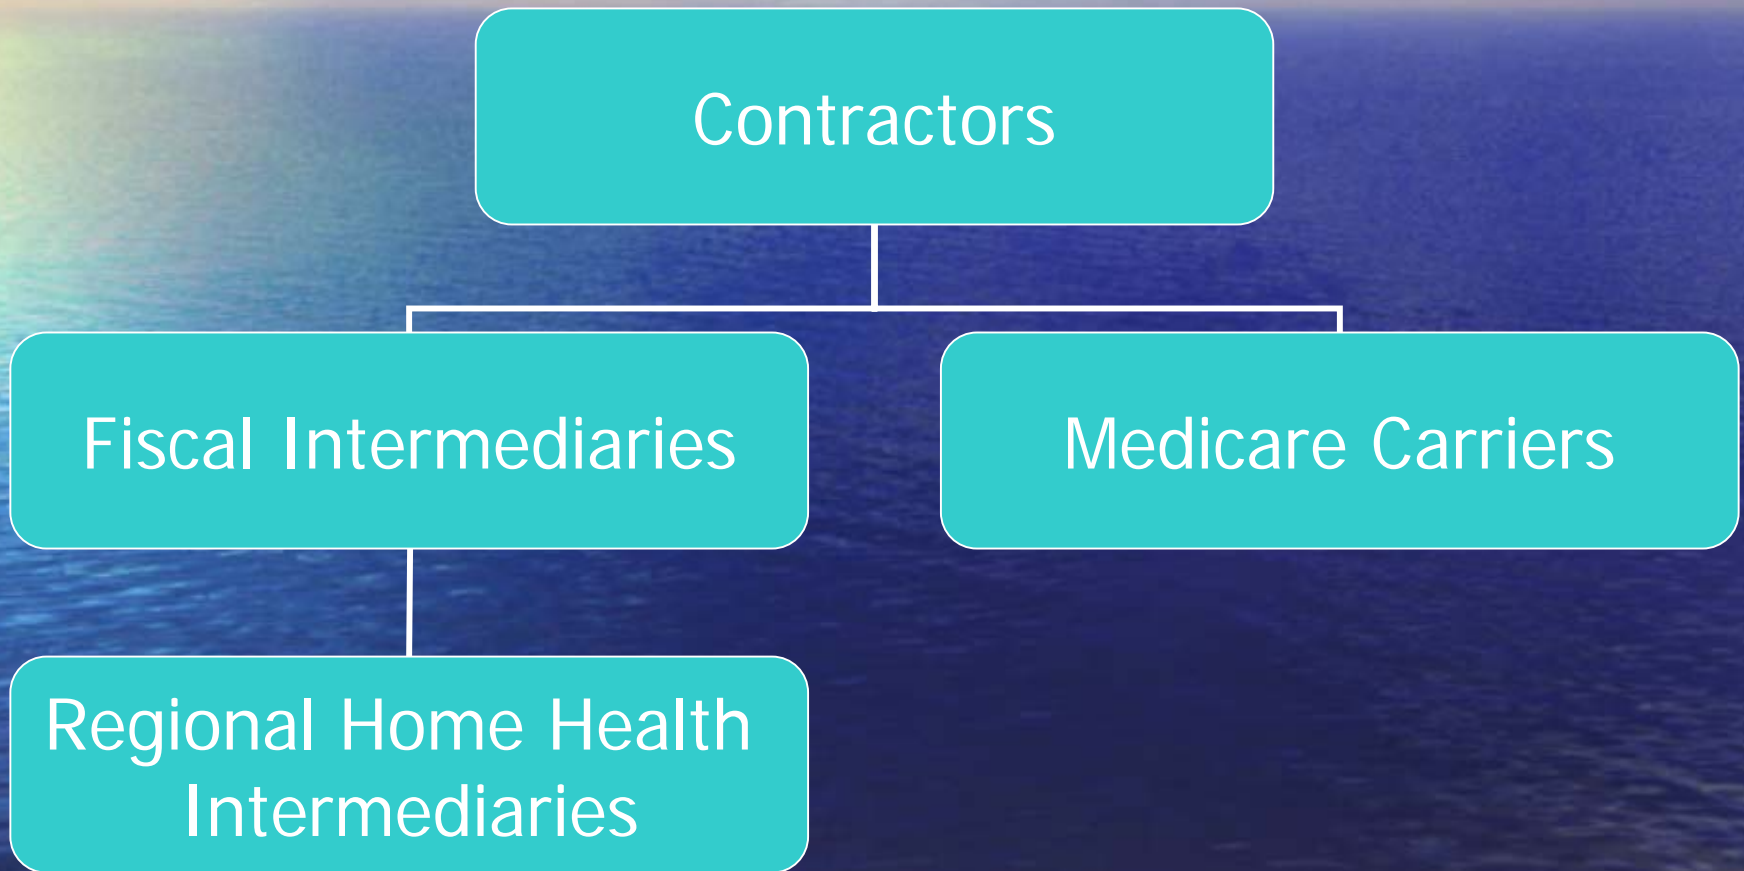 Contractors
Fiscal Intermediaries
Medicare Carriers
Regional Home Health
Intermediaries